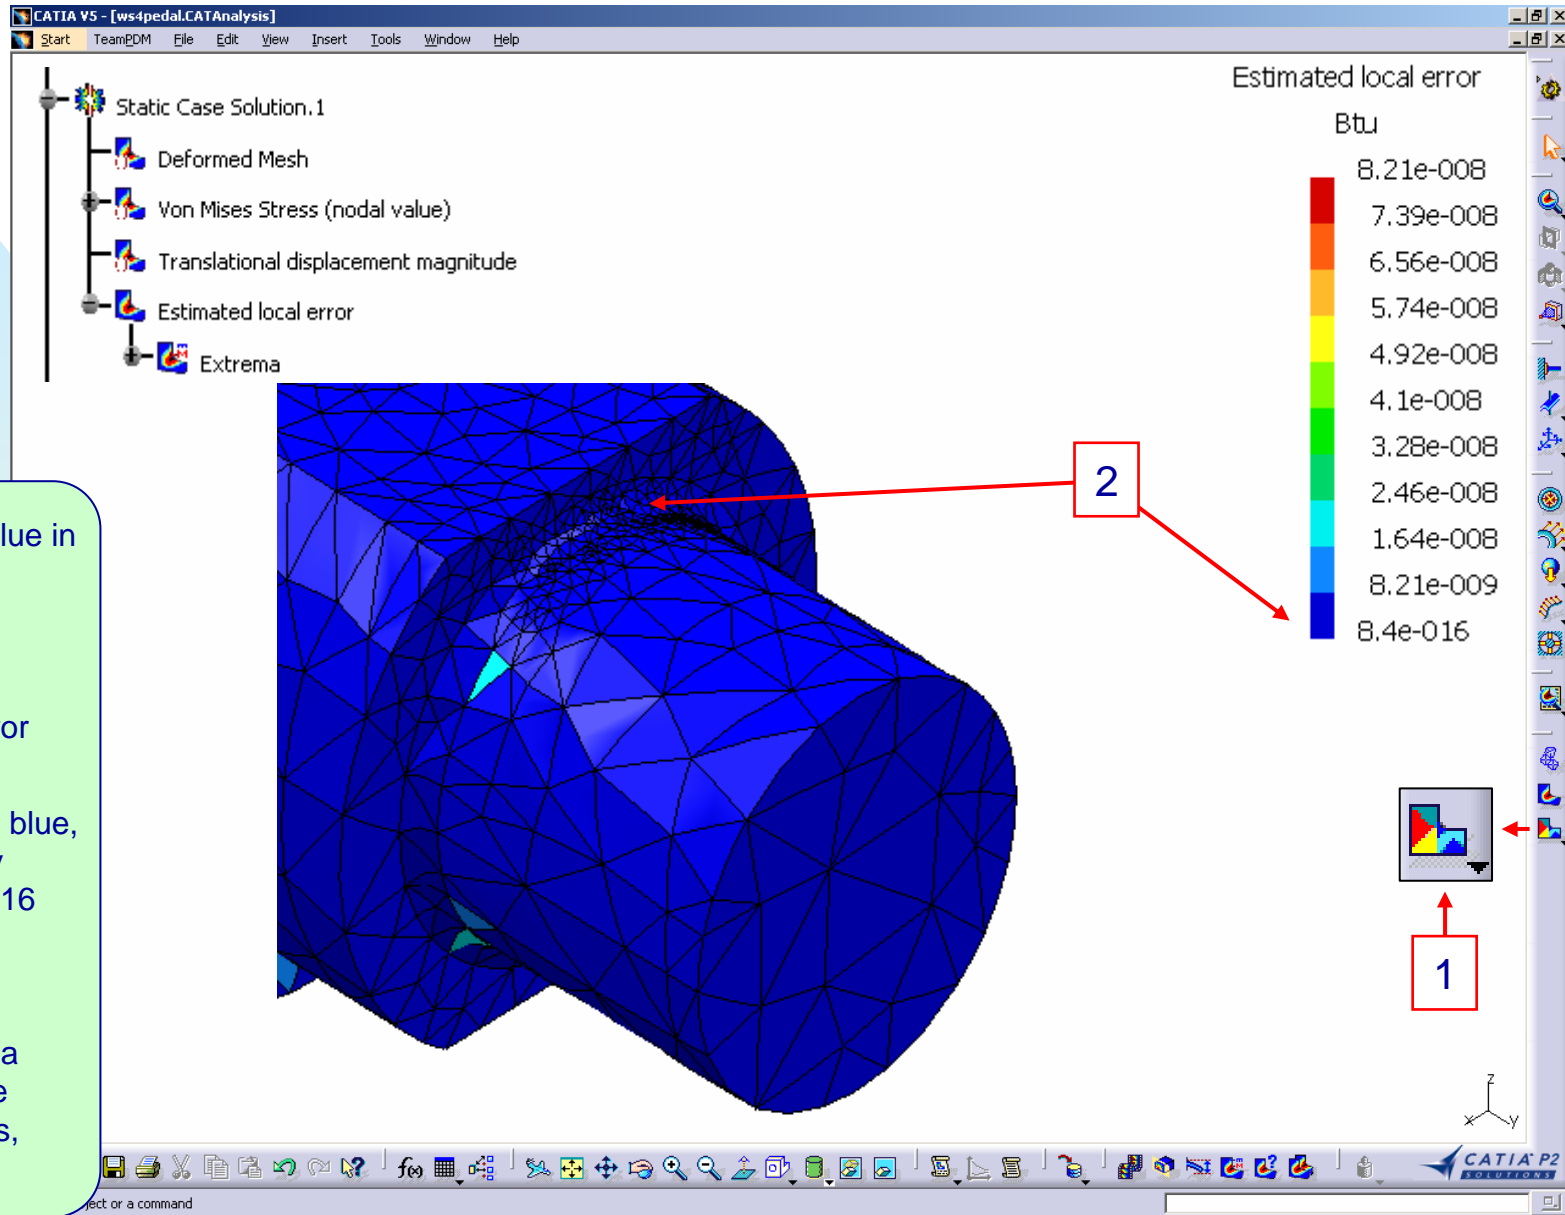 CATIA V5 - [ws4pedal.CATAnalysis]
Start TeamPDM File Edit View Insert Tools Window Help
Static Case Solution.1
Deformed Mesh
Von Mises Stress (nodal value)
Translational displacement magnitude
Estimated local error
Extrema
Estimated local error
Btu
8.21e-008
7.39e-008
6.56e-008
5.74e-008
4.92e-008
4.1e-008
3.28e-008
2.46e-008
1.64e-008
8.21e-009
8.4e-016
2
1
lue in
or
blue,
16
a
e
s,
z
x
y
f(x)
CATIA P2
SOLUTIONS
ject or a command